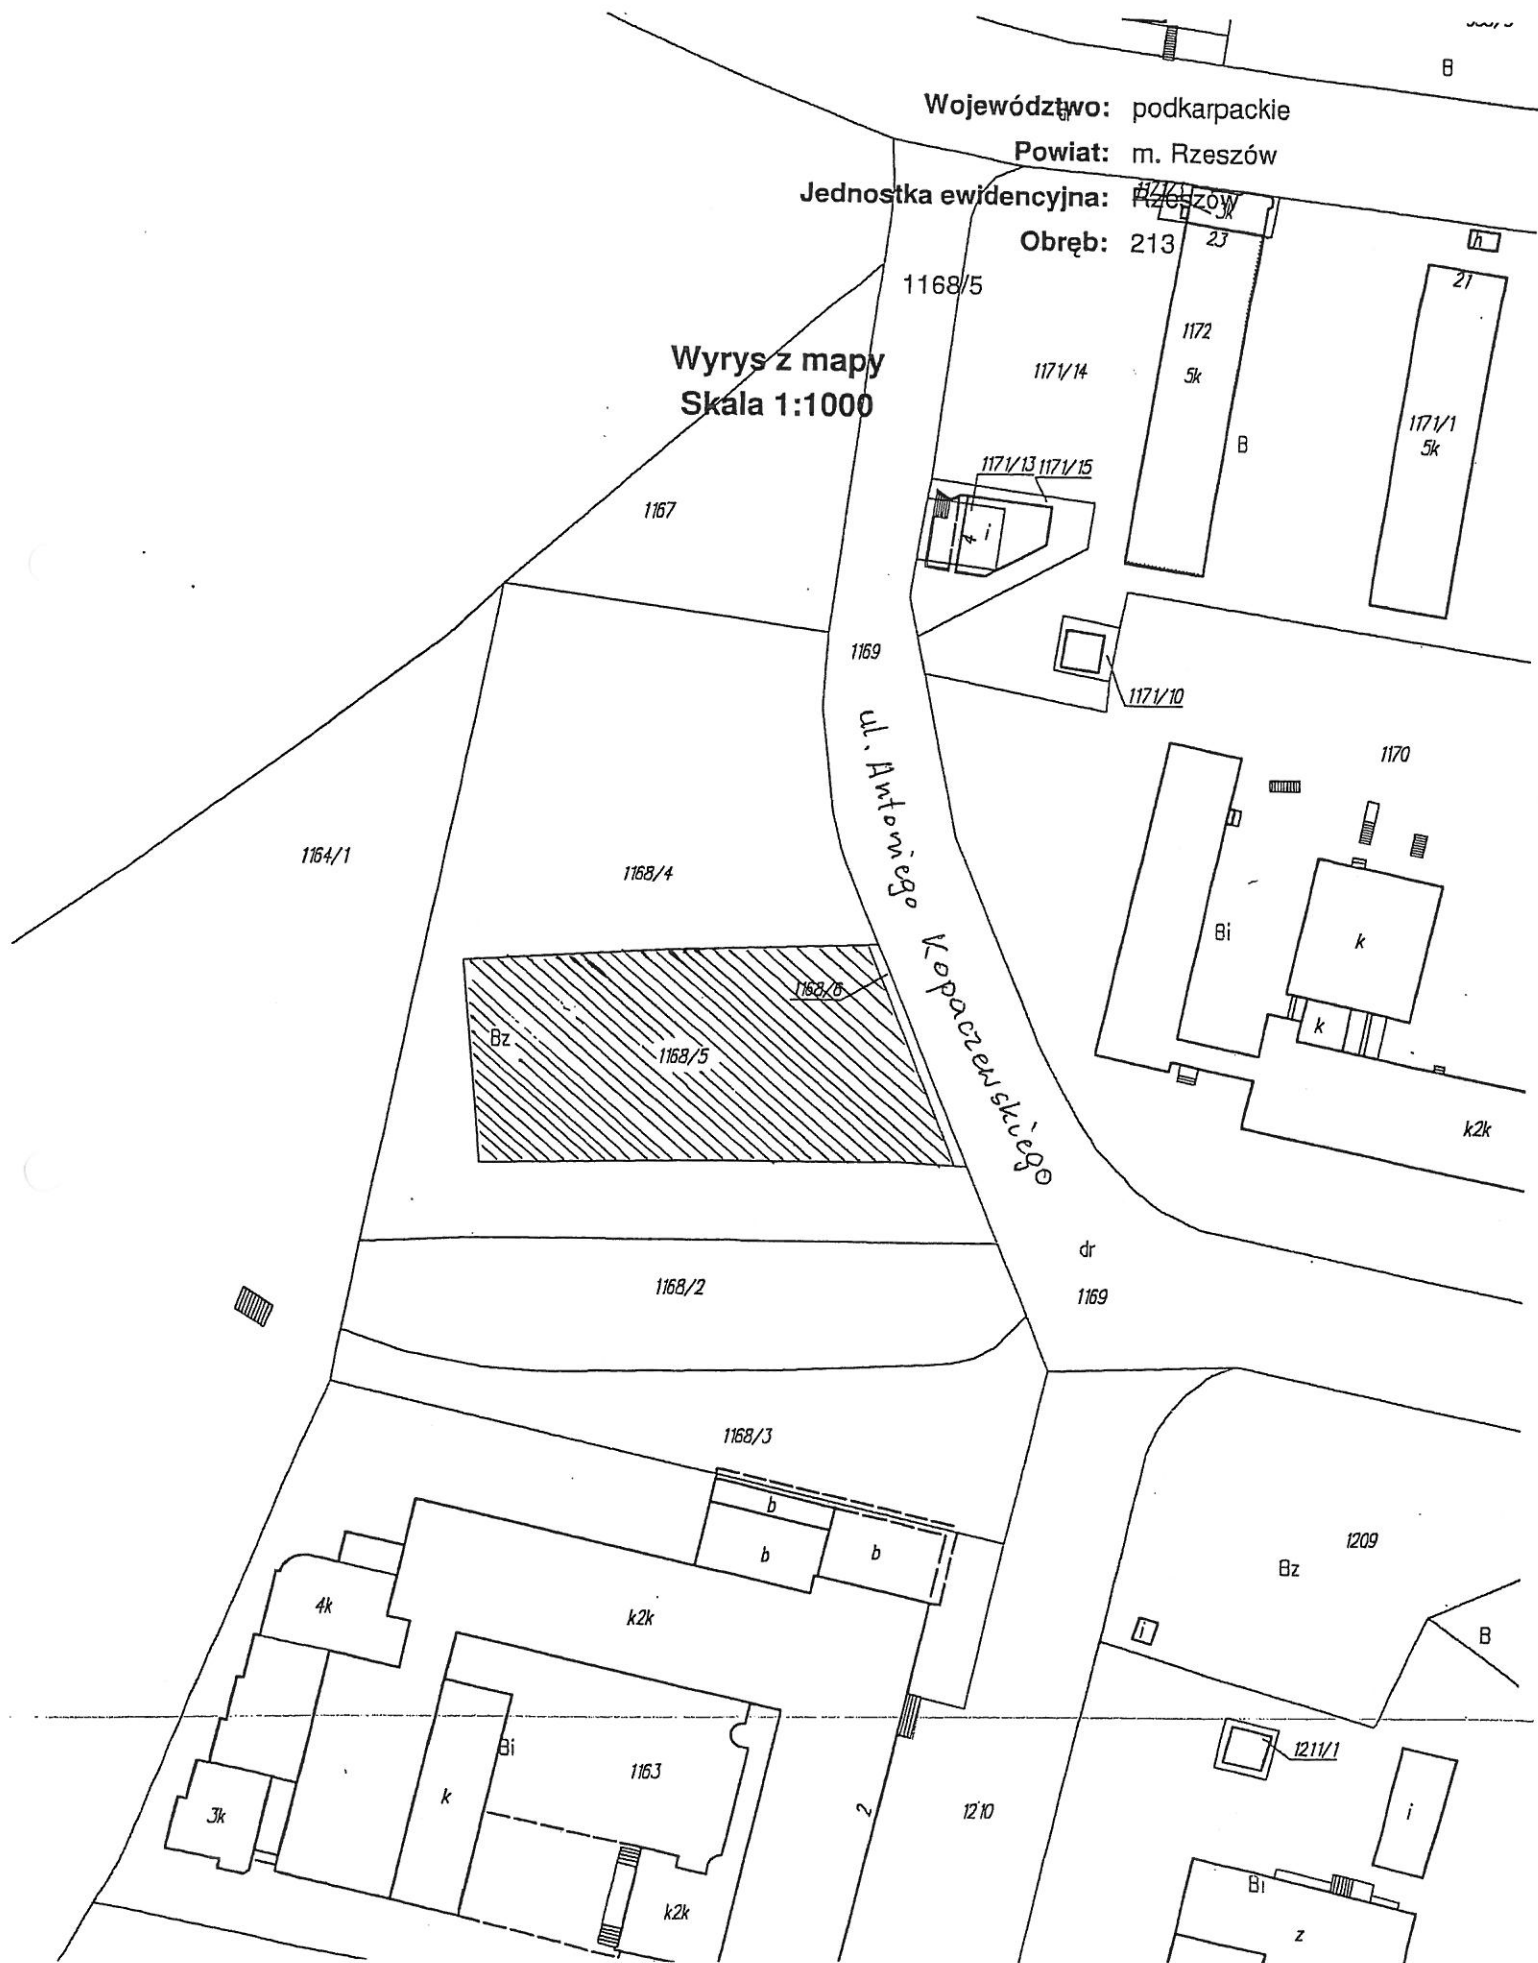 B
Województwo: podkarpackie
Powiat: m. Rzeszów
Jednostka ewidencyjna: Rzeszów
Obręb: 213
23
h
21
1168/5
1172
5k
Wyrys z mapy
Skala 1:1000
1171/14
1171/1
5k
B
1171/13 1171/15
1167
4
i
1169
1171/10
ul. Antoniego Kopaczewskiego
1170
1164/1
1168/4
Bi
k
1168/6
Bz
1168/5
k
k2k
dr
1168/2
1169
1168/3
b
b
b
1209
Bz
4k
k2k
i
B
Bi
1163
1211/1
k
3k
2
1210
i
k2k
Bi
z